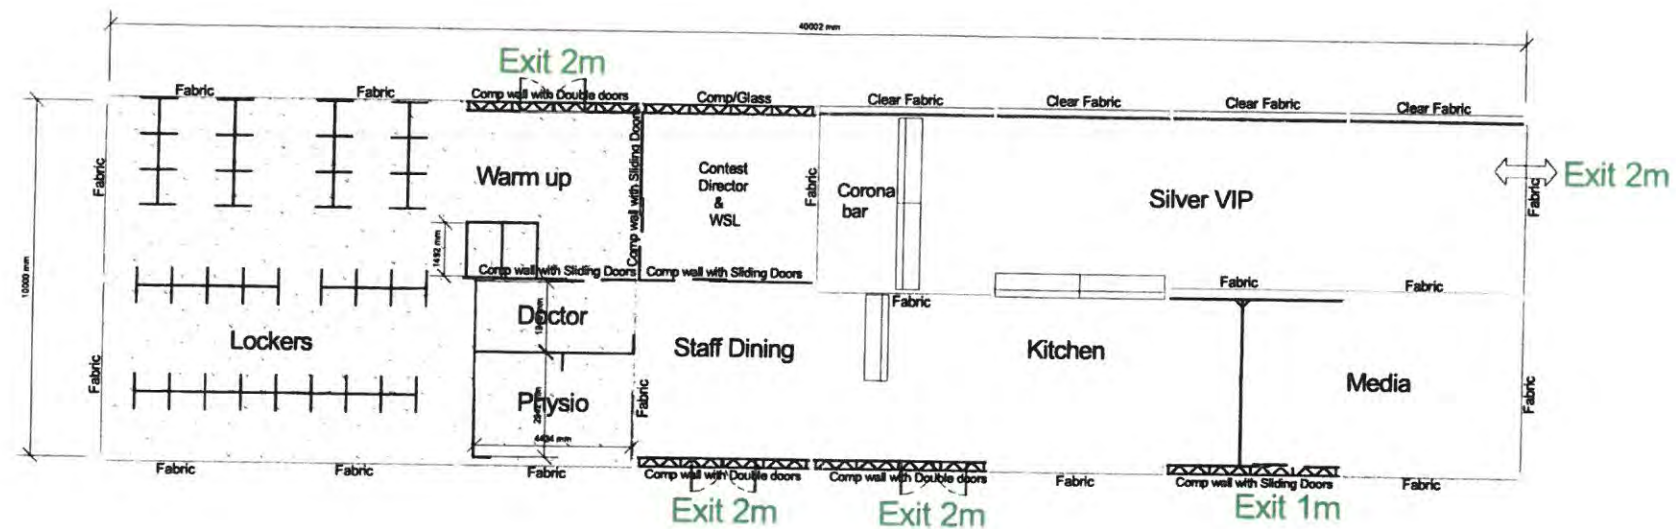 40002 mm
Exit 2m
Fabric
Fabric
Comp wall with Double doors
Comp/Glass
Clear Fabric
Clear Fabric
Clear Fabric
Clear Fabric
10000 mm
Fabric
Warm up
Comp wall with Sliding Doors
Contest
Director
&
WSL
Fabric
Corona
bar
Silver VIP
Fabric
Exit 2m
1492 mm
Comp wall with Sliding Doors
Comp wall with Sliding Doors
Fabric
Fabric
Fabric
Doctor
Lockers
Staff Dining
Kitchen
Media
Fabric
Physio
Fabric
Fabric
4434 mm
Fabric
Fabric
Fabric
Comp wall with Double doors
Comp wall with Double doors
Fabric
Comp wall with Sliding Doors
Fabric
Exit 2m
Exit 2m
Exit 1m